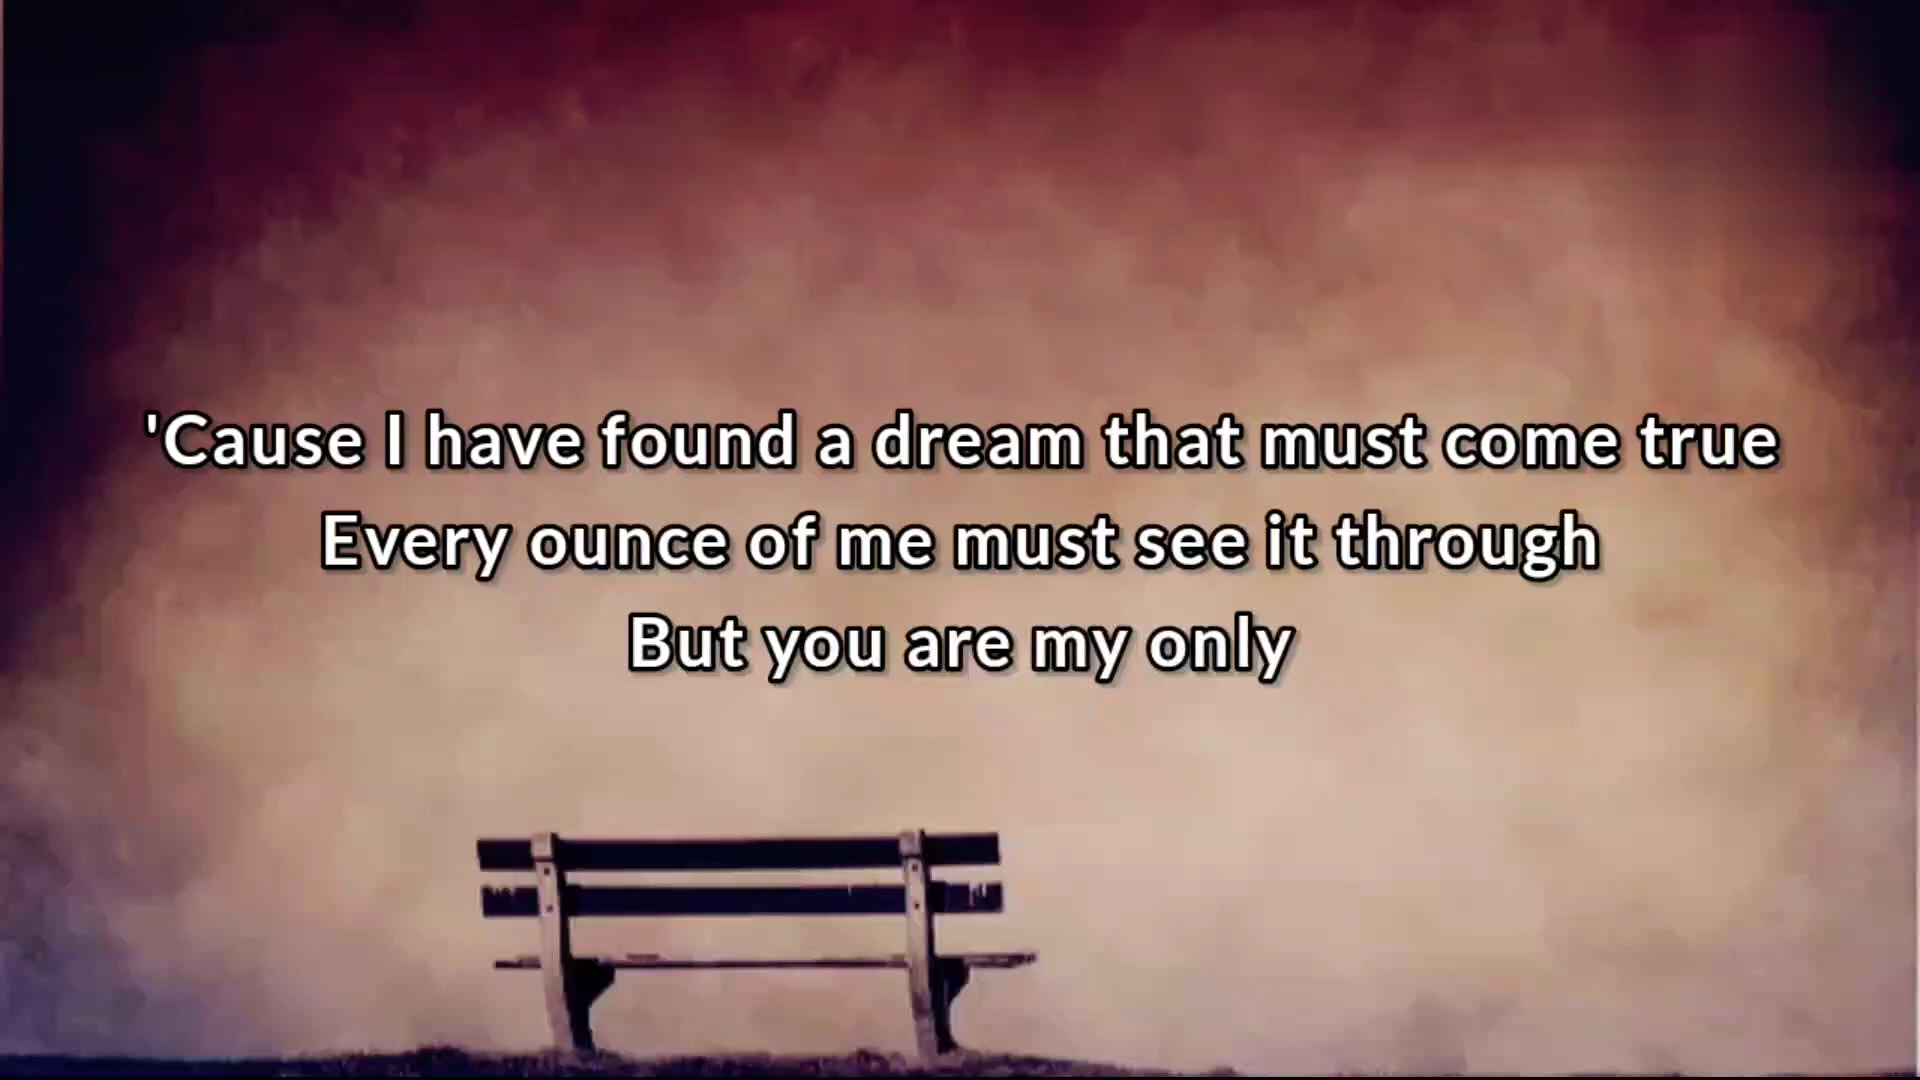 'Cause I have found a dream that must come true
Every ounce of me must see it through
But you are my only